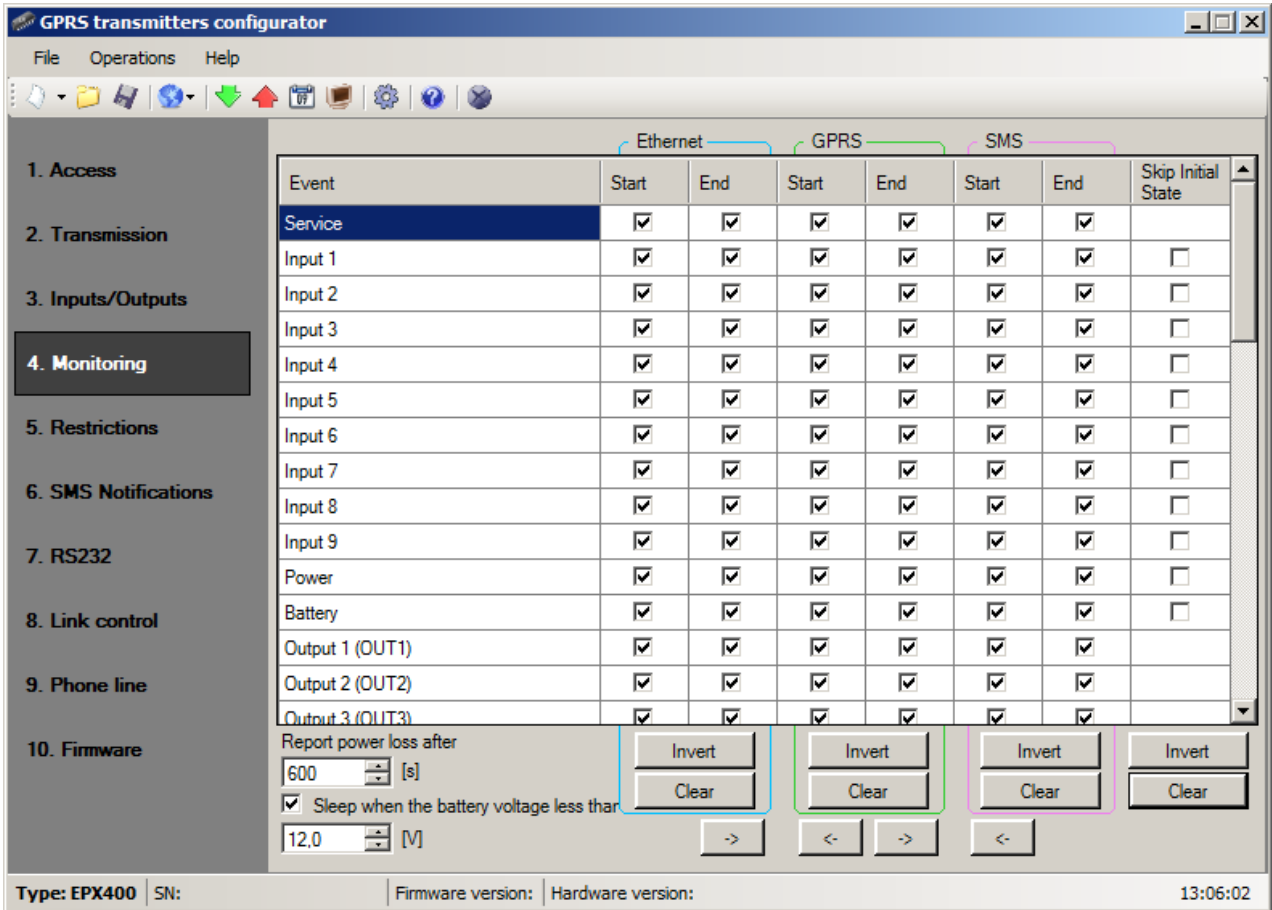 GPRS transmitters configurator
File Operations Help
1. Access
2. Transmission
3. Inputs/Outputs
4. Monitoring
5. Restrictions
6. SMS Notifications
7. RS232
8. Link control
9. Phone line
10. Firmware
Ethernet GPRS SMS
Event Start End Start End Start End Skip Initial
State
Service
Input 1
Input 2
Input 3
Input 4
Input 5
Input 6
Input 7
Input 8
Input 9
Power
Battery
Output 1 (OUT1)
Output 2 (OUT2)
Output 3 (OUT3)
Report power loss after
600 [s]
Sleep when the battery voltage less than
12,0 [V]
Invert Invert Invert Invert
Clear Clear Clear Clear
-> <- -> <-
Type: EPX400 SN: Firmware version: Hardware version: 13:06:02